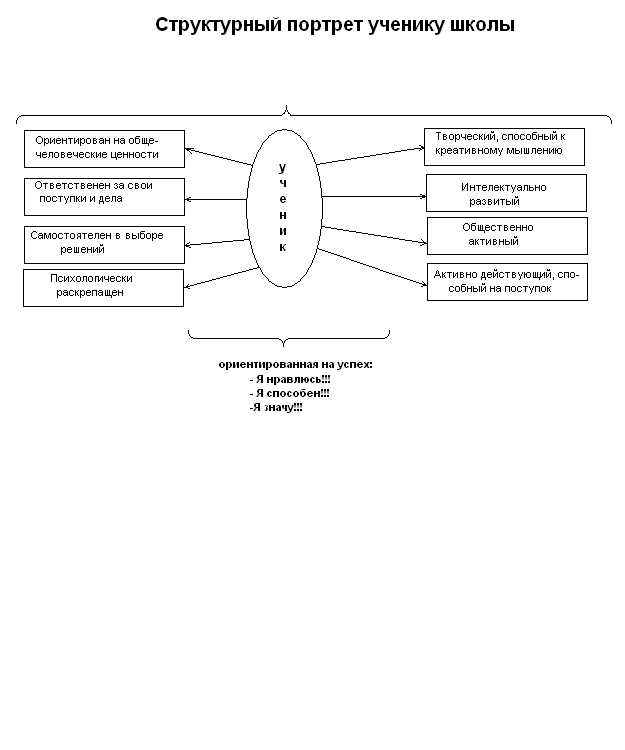 Структурный портрет ученику школы
Ориентирован на обще-
человеческие ценности
Ответственен за свои
поступки и дела
Самостоятелен в выборе
решений
Психологически
раскрепащен
у
ч
е
н
и
к
Творческий, способный к
креативному мышлению
Интелектуально
развитый
Общественно
активный
Активно действующий, спо-
собный на поступок
ориентированная на успех:
- Я нравлюсь!!!
- Я способен!!!
-Я значу!!!